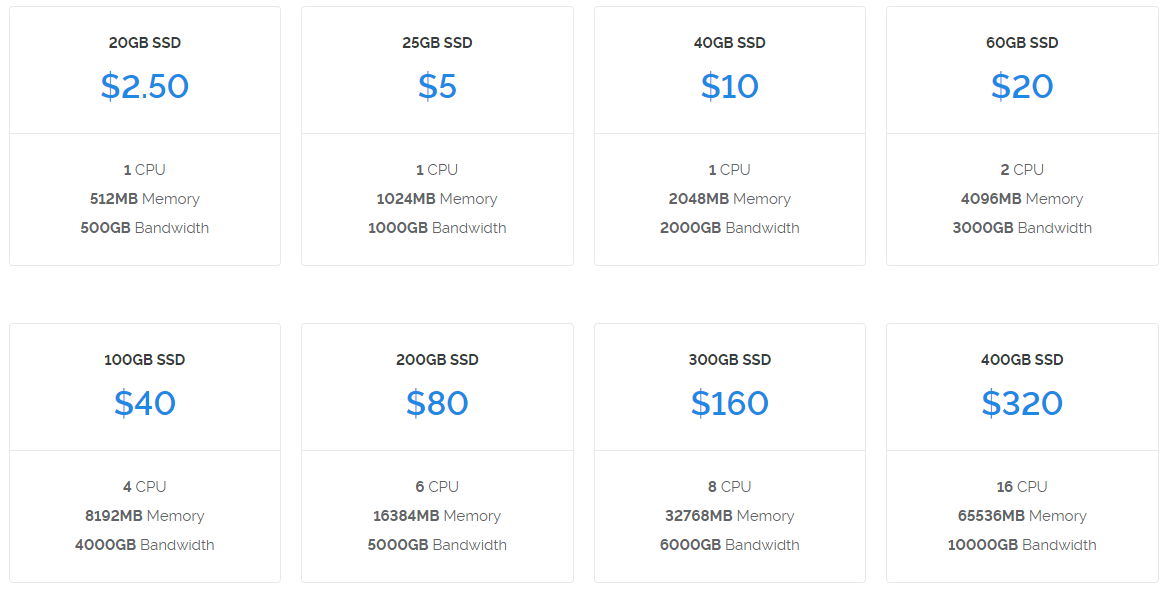 20GB SSD
$2.50
1 CPU
512MB Memory
500GB Bandwidth
25GB SSD
$5
1 CPU
1024MB Memory
1000GB Bandwidth
40GB SSD
$10
1 CPU
2048MB Memory
2000GB Bandwidth
60GB SSD
$20
2 CPU
4096MB Memory
3000GB Bandwidth
100GB SSD
$40
4 CPU
8192MB Memory
4000GB Bandwidth
200GB SSD
$80
6 CPU
16384MB Memory
5000GB Bandwidth
300GB SSD
$160
8 CPU
32768MB Memory
6000GB Bandwidth
400GB SSD
$320
16 CPU
65536MB Memory
10000GB Bandwidth